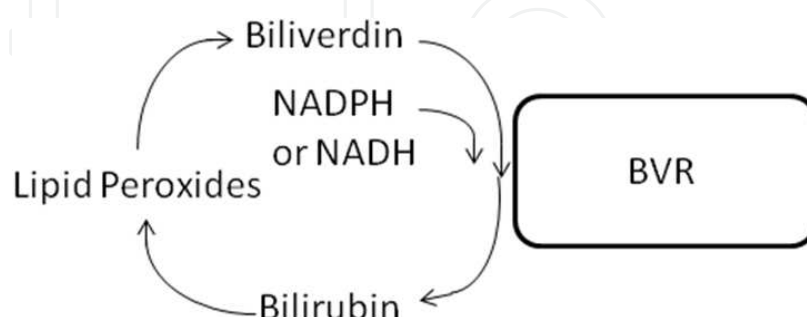 Biliverdin
NADPH
or NADH
BVR
Lipid Peroxides
Bilirubin